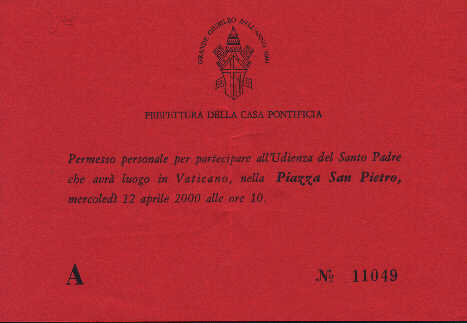 GRANDE GIUBILEO DELL'ANNO 2000
PREFETTURA DELLA CASA PONTIFICIA
Permesso personale per partecipare all'Udienza del Santo Padre
che avrà luogo in Vaticano, nella Piazza San Pietro,
mercoledì 12 aprile 2000 alle ore 10.
A
№ 11049